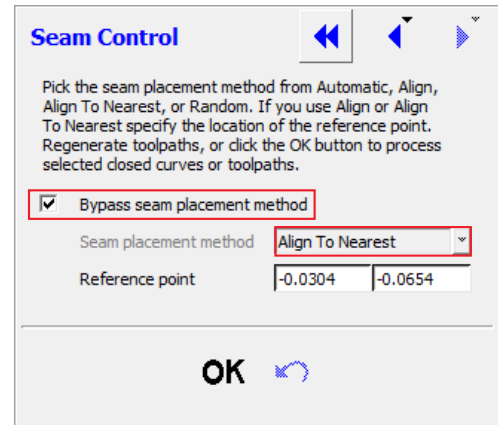 Seam Control
Pick the seam placement method from Automatic, Align,
Align To Nearest, or Random. If you use Align or Align
To Nearest specify the location of the reference point.
Regenerate toolpaths, or click the OK button to process
selected closed curves or toolpaths.
Bypass seam placement method
Seam placement method Align To Nearest
Reference point -0.0304 -0.0654
OK